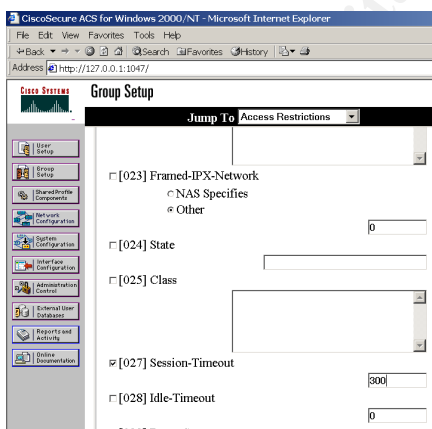 CiscoSecure ACS for Windows 2000/NT - Microsoft Internet Explorer
File Edit View Favorites Tools Help
Back Search Favorites History
Address http://127.0.0.1:1047/
CISCO SYSTEMS
Group Setup
Jump To Access Restrictions
User Setup
Group Setup
Shared Profile Components
Network Configuration
System Configuration
Interface Configuration
Administration Control
External User Databases
Reports and Activity
Online Documentation
[023] Framed-IPX-Network
NAS Specifies
Other
0
[024] State
[025] Class
[027] Session-Timeout
300
[028] Idle-Timeout
0